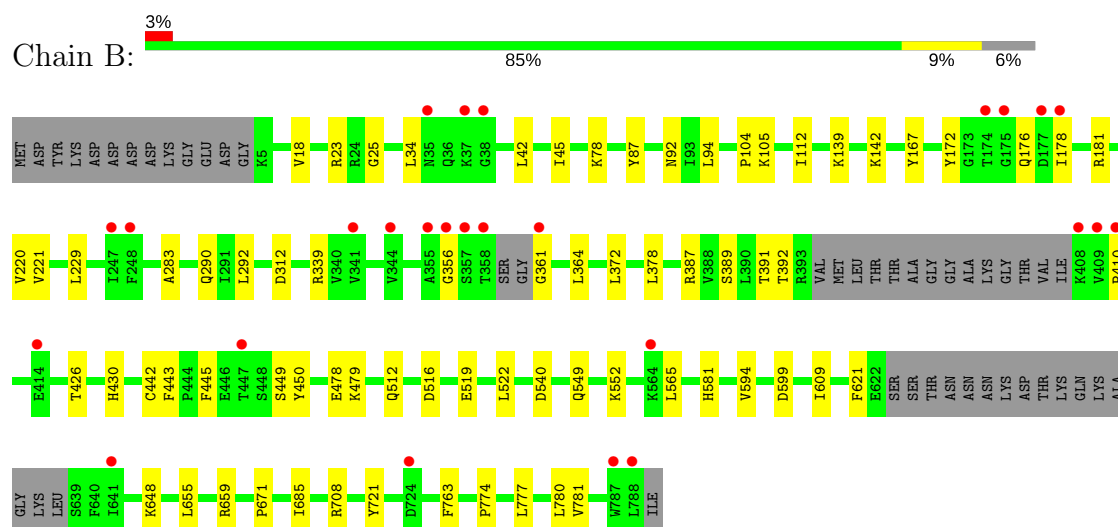 3%
Chain B:
85% 9% 6%
MET ASP TYR LYS ASP ASP ASP ASP LYS GLY GLU ASP GLY K5 V18 R23 R24 G25 L34 N35 Q36 K37 G38 L42 I45 K78 Y87 N92 I93 L94 P104 K105 I112 K139 K142 Y167 Y172 G173 T174 G175 Q176 D177 I178 R181
V220 V221 L229 I247 F248 A283 Q290 I291 L292 D312 R339 V340 V341 V344 A355 G356 S357 T358 SER GLY G361 L364 L372 L378 R387 V388 S389 L390 T391 T392 R393 VAL MET LEU THR THR ALA GLY GLY ALA LYS GLY THR VAL ILE K408 V409 R410
E414 T426 H430 C442 F443 P444 F445 E446 T447 S448 S449 Y450 E478 K479 Q512 D516 E519 L522 D540 Q549 K552 K564 L565 H581 V594 D599 I609 F621 E622 SER SER THR ASN ASN ASN LYS ASP THR LYS GLN LYS ALA
GLY LYS LEU S639 F640 I641 K648 L655 R659 P671 I685 R708 Y721 D724 F763 P774 L777 L780 V781 W787 L788 ILE